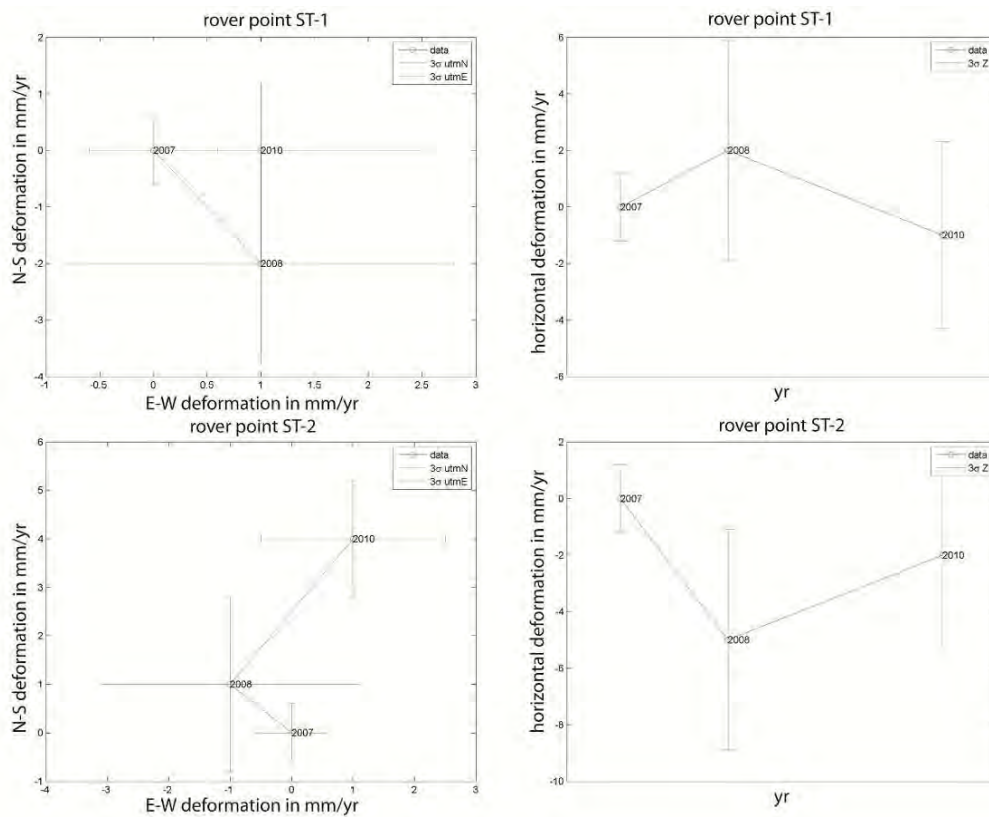 rover point ST-1
2
1
0
-1
-2
-3
-4
-1
-0.5
0
0.5
1
1.5
2
2.5
3
N-S deformation in mm/yr
E-W deformation in mm/yr
data
3σ utmN
3σ utmE
2007
2010
2008
rover point ST-1
6
4
2
0
-2
-4
-6
horizontal deformation in mm/yr
yr
data
3σ Z
2008
2007
2010
rover point ST-2
6
5
4
3
2
1
0
-1
-4
-3
-2
-1
0
1
2
3
N-S deformation in mm/yr
E-W deformation in mm/yr
data
3σ utmN
3σ utmE
2010
2008
2007
rover point ST-2
2
0
-2
-4
-6
-8
-10
horizontal deformation in mm/yr
yr
data
3σ Z
2007
2010
2008